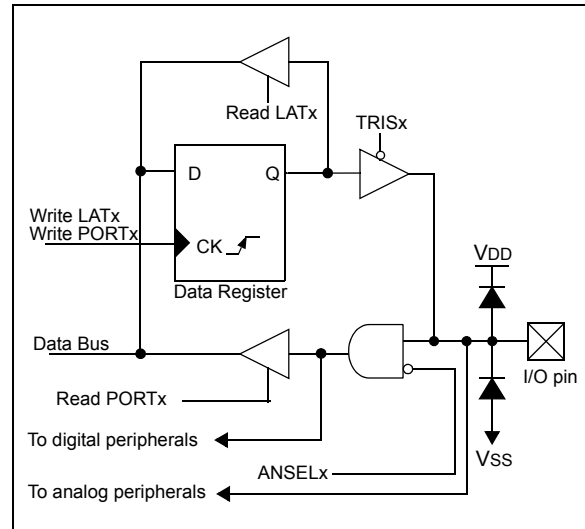 Read LATx
TRISx
D
Q
Write LATx
Write PORTx
CK
Data Register
VDD
Data Bus
I/O pin
Read PORTx
To digital peripherals
VSS
ANSELx
To analog peripherals